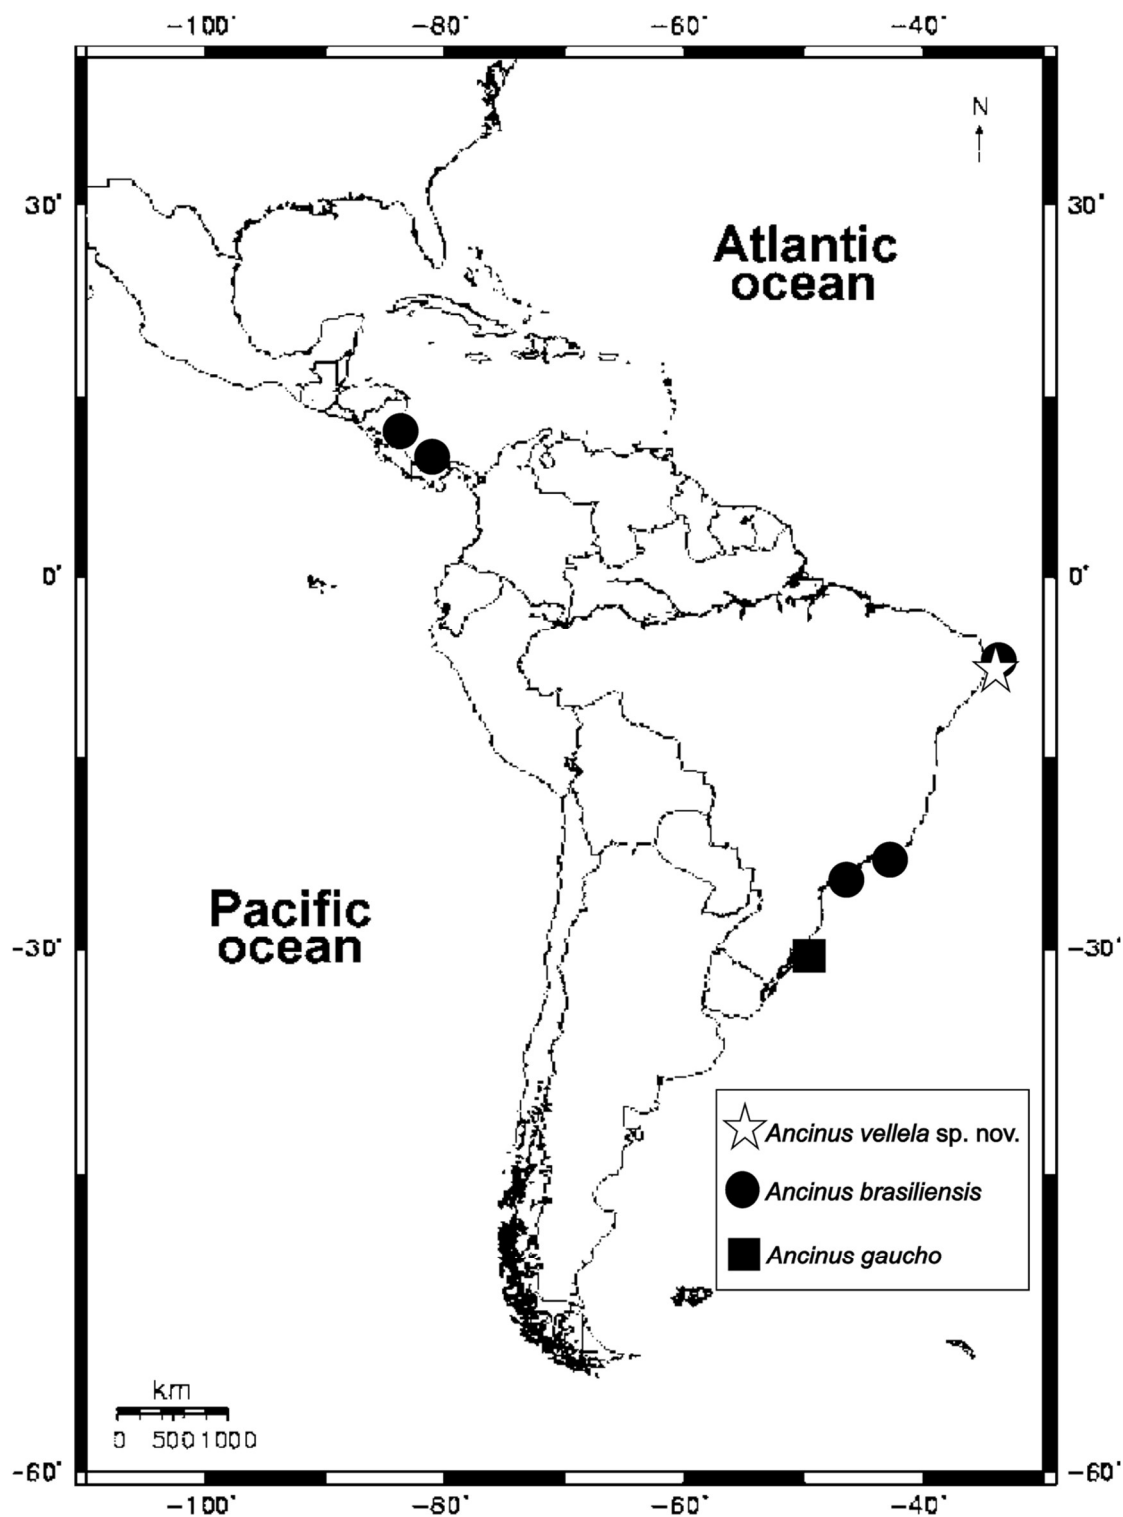 -100° -80° -60° -40°
N
30° 30°
Atlantic
ocean
0° 0°
Pacific
ocean
-30° -30°
Ancinus vellela sp. nov.
Ancinus brasiliensis
Ancinus gaucho
km
0 500 1000
-60° -60°
-100° -80° -60° -40°